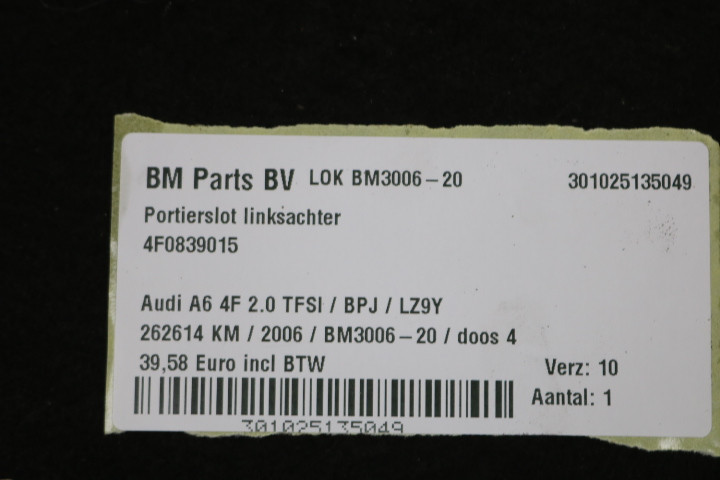 BM Parts BV LOK BM3006-20 301025135049
Portierslot linksachter
4F0839015
Audi A6 4F 2.0 TFSI / BPJ / LZ9Y
262614 KM / 2006 / BM3006-20 / doos 4
39,58 Euro incl BTW Verz: 10
Aantal: 1
301025135049